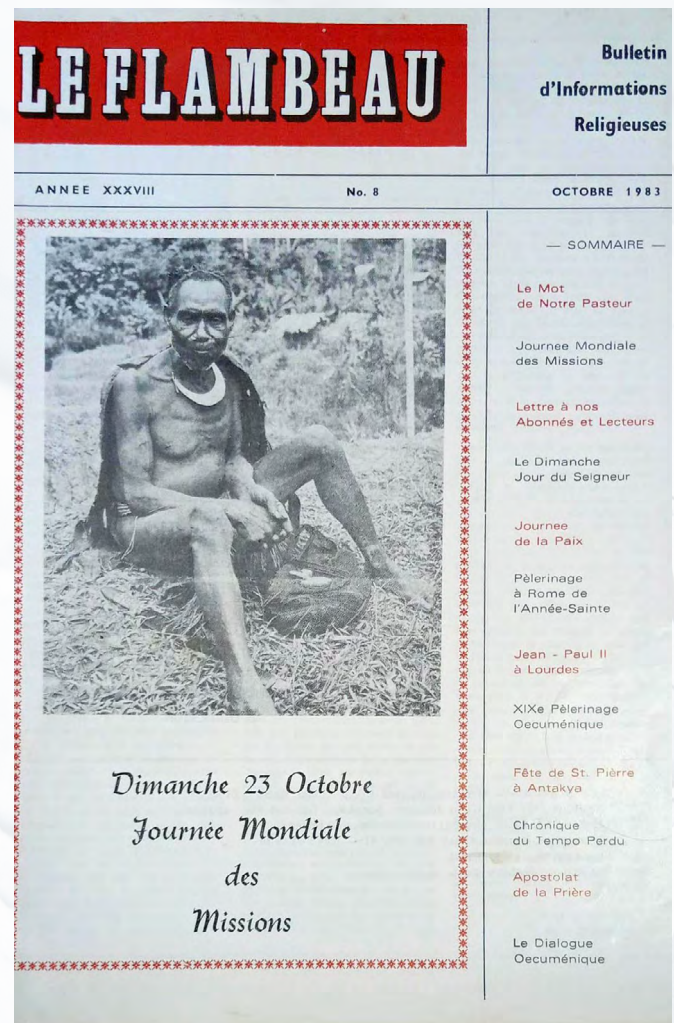 LE FLAMBEAU
Bulletin
d'Informations
Religieuses
ANNEE XXXVIII
No. 8
OCTOBRE 1983
Dimanche 23 Octobre
Journée Mondiale
des
Missions
— SOMMAIRE —
Le Mot
de Notre Pasteur
Journee Mondiale
des Missions
Lettre à nos
Abonnés et Lecteurs
Le Dimanche
Jour du Seigneur
Journee
de la Paix
Pèlerinage
à Rome de
l'Année-Sainte
Jean - Paul II
à Lourdes
XIXe Pèlerinage
Oecuménique
Fête de St. Pièrre
à Antakya
Chronique
du Tempo Perdu
Apostolat
de la Prière
Le Dialogue
Oecuménique